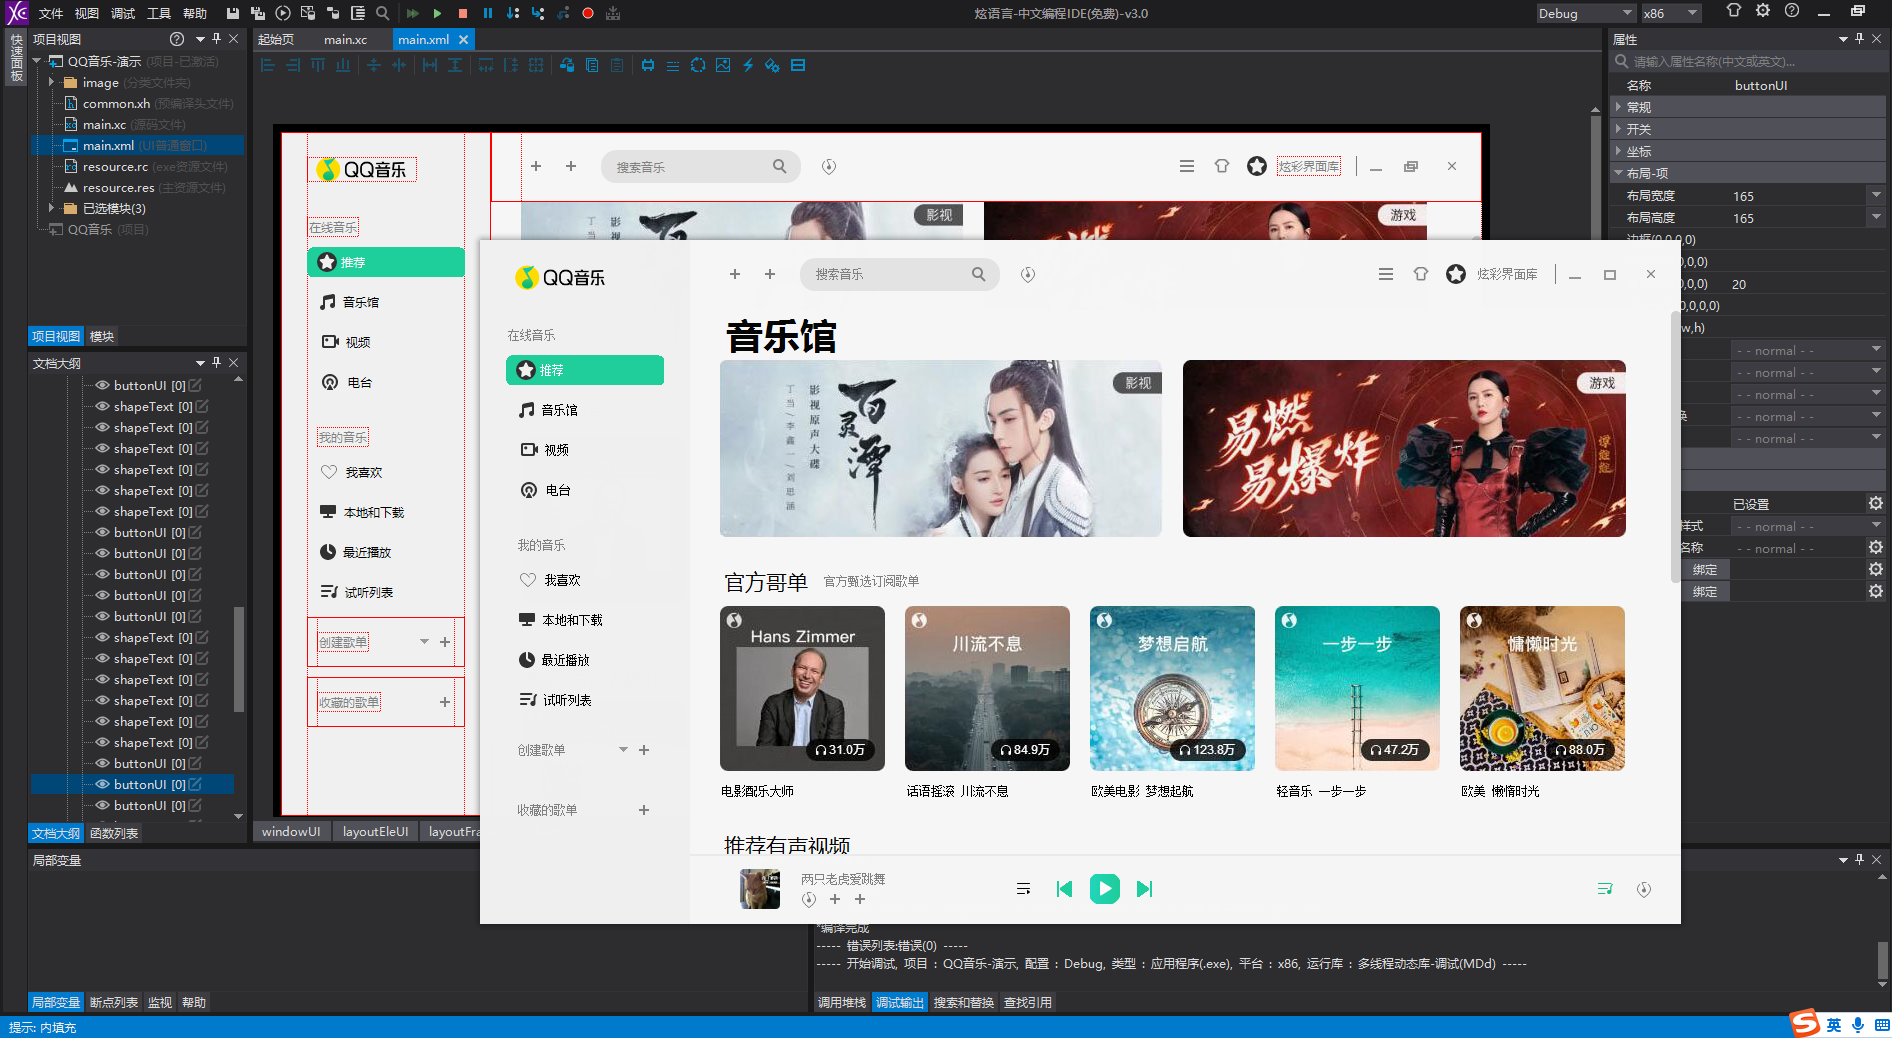 文件 视图 调试 工具 帮助
炫语言-中文编程IDE(免费)-v3.0
Debug x86
快速面板
项目视图
QQ音乐-演示 (项目-已激活)
image (分类文件夹)
common.xh (预编译头文件)
main.xc (源码文件)
main.xml (UI普通窗口)
resource.rc (exe资源文件)
resource.res (主资源文件)
已选模块(3)
QQ音乐 (项目)
项目视图 模块
文档大纲
buttonUI [0]
shapeText [0]
shapeText [0]
shapeText [0]
shapeText [0]
shapeText [0]
shapeText [0]
buttonUI [0]
buttonUI [0]
buttonUI [0]
buttonUI [0]
buttonUI [0]
shapeText [0]
shapeText [0]
shapeText [0]
shapeText [0]
shapeText [0]
shapeText [0]
buttonUI [0]
buttonUI [0]
buttonUI [0]
文档大纲 函数列表
起始页 main.xc main.xml
QQ音乐
搜索音乐
炫彩界面库
在线音乐
推荐
音乐馆
视频
电台
我的音乐
我喜欢
本地和下载
最近播放
试听列表
创建歌单
收藏的歌单
影视
游戏
windowUI layoutEleUI layoutFra
QQ音乐
搜索音乐
炫彩界面库
在线音乐
推荐
音乐馆
视频
电台
我的音乐
我喜欢
本地和下载
最近播放
试听列表
创建歌单
收藏的歌单
音乐馆
丁当/李鑫一/刘思涵
影视原声大碟
百灵潭
影视
易燃
易爆炸
谭维维
游戏
官方哥单 官方甄选订阅歌单
Hans Zimmer
31.0万
川流不息
84.9万
梦想启航
123.8万
一步一步
47.2万
慵懒时光
88.0万
电影配乐大师
话语摇滚 川流不息
欧美电影 梦想起航
轻音乐 一步一步
欧美 懒惰时光
推荐有声视频
两只老虎爱跳舞
属性
请输入属性名称(中文或英文)...
名称 buttonUI
常规
开关
坐标
布局-项
布局宽度 165
布局高度 165
边框(0,0,0,0)
0,0)
0,0) 20
0,0,0)
w,h)
- - normal - -
- - normal - -
- - normal - -
换 - - normal - -
- - normal - -
已设置
样式 - - normal - -
名称 - - normal - -
绑定
绑定
局部变量
局部变量 断点列表 监视 帮助
*编译完成
----- 错误列表:错误(0) -----
----- 开始调试, 项目 : QQ音乐-演示, 配置 : Debug, 类型 : 应用程序(.exe), 平台 : x86, 运行库 : 多线程动态库-调试(MDd) -----
调用堆栈 调试输出 搜索和替换 查找引用
提示: 内填充
英